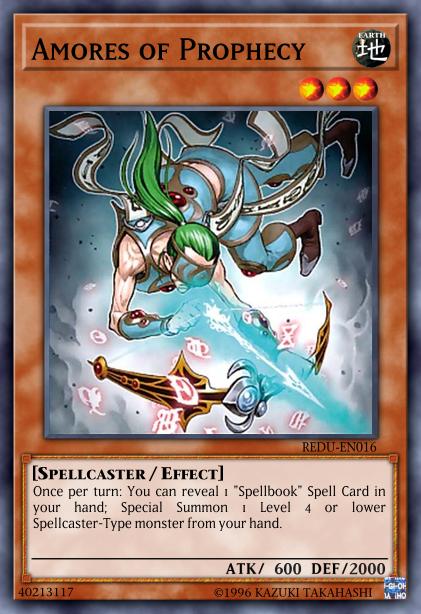 AMORES OF PROPHECY
EARTH
地
REDU-EN016
[SPELLCASTER / EFFECT]
Once per turn: You can reveal 1 "Spellbook" Spell Card in
your hand; Special Summon 1 Level 4 or lower
Spellcaster-Type monster from your hand.
ATK/ 600 DEF/2000
40213117
©1996 KAZUKI TAKAHASHI